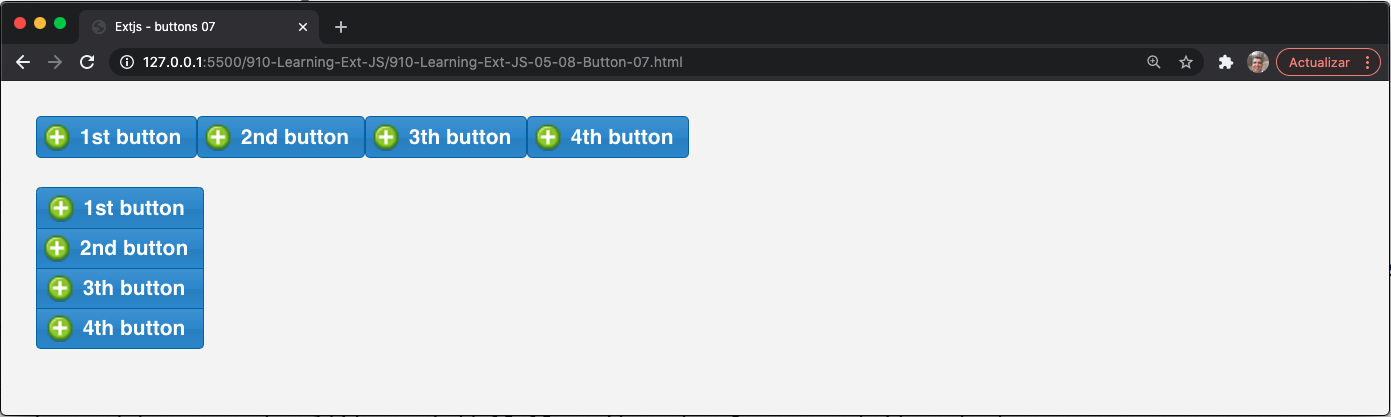 Extjs - buttons 07
127.0.0.1:5500/910-Learning-Ext-JS/910-Learning-Ext-JS-05-08-Button-07.html
Actualizar
1st button 2nd button 3th button 4th button
1st button
2nd button
3th button
4th button